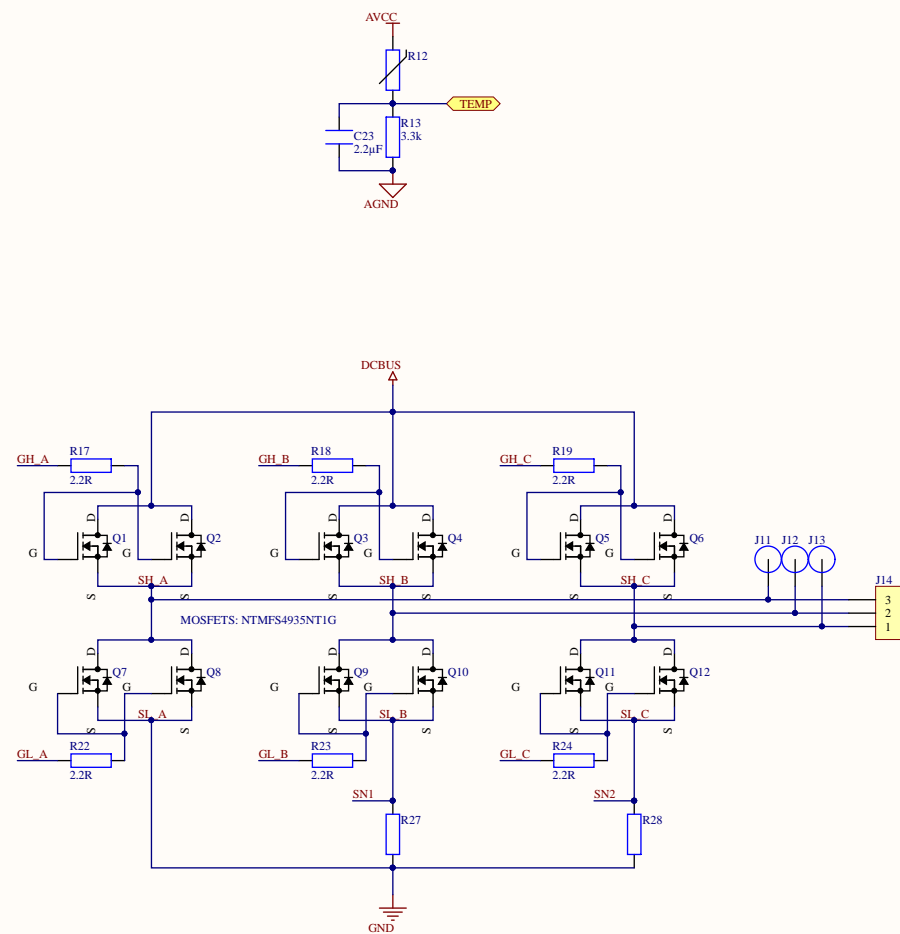 AVCC
R12
TEMP
R13
3.3k
C23
2.2µF
AGND
DCBUS
R17
GH_A
2.2R
R18
GH_B
2.2R
R19
GH_C
2.2R
D
D
D
D
D
D
G
Q1
G
Q2
G
Q3
G
Q4
G
Q5
G
Q6
J11
J12
J13
SH_A
SH_B
SH_C
J14
S
S
S
S
S
S
3
2
1
MOSFETS: NTMFS4935NT1G
D
D
D
D
D
D
Q7
Q8
Q9
Q10
Q11
Q12
G
G
G
G
G
G
SL_A
SL_B
SL_C
S
S
S
S
S
S
R22
GL_A
2.2R
R23
GL_B
2.2R
R24
GL_C
2.2R
SN1
SN2
R27
R28
GND